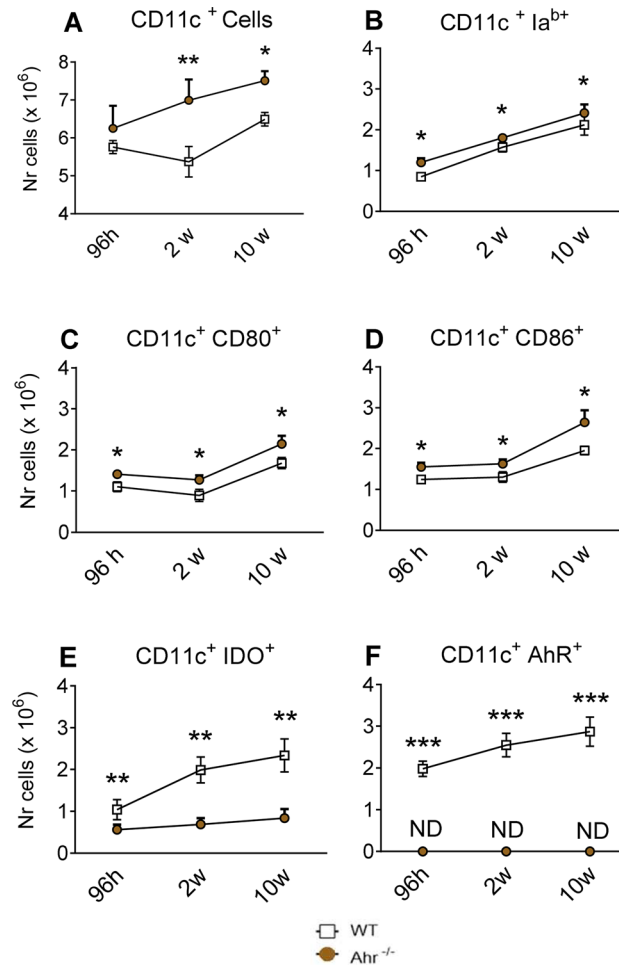 A CD11c + Cells
Nr cells (x 10⁶)
8
7
6
5
4
** *
96h 2 w 10 w
B CD11c + Iaᵇ⁺
4
3
2
1
0
* * *
96 h 2 w 10 w
C CD11c⁺ CD80⁺
Nr cells (x 10⁶)
4
3
2
1
0
* * *
96 h 2 w 10 w
D CD11c⁺ CD86⁺
4
3
2
1
0
* * *
96 h 2 w 10 w
E CD11c⁺ IDO⁺
Nr cells (x 10⁶)
4
3
2
1
0
** ** **
96h 2w 10w
F CD11c⁺ AhR⁺
4
3
2
1
0
*** *** ***
ND ND ND
96h 2w 10w
WT
Ahr ⁻/⁻